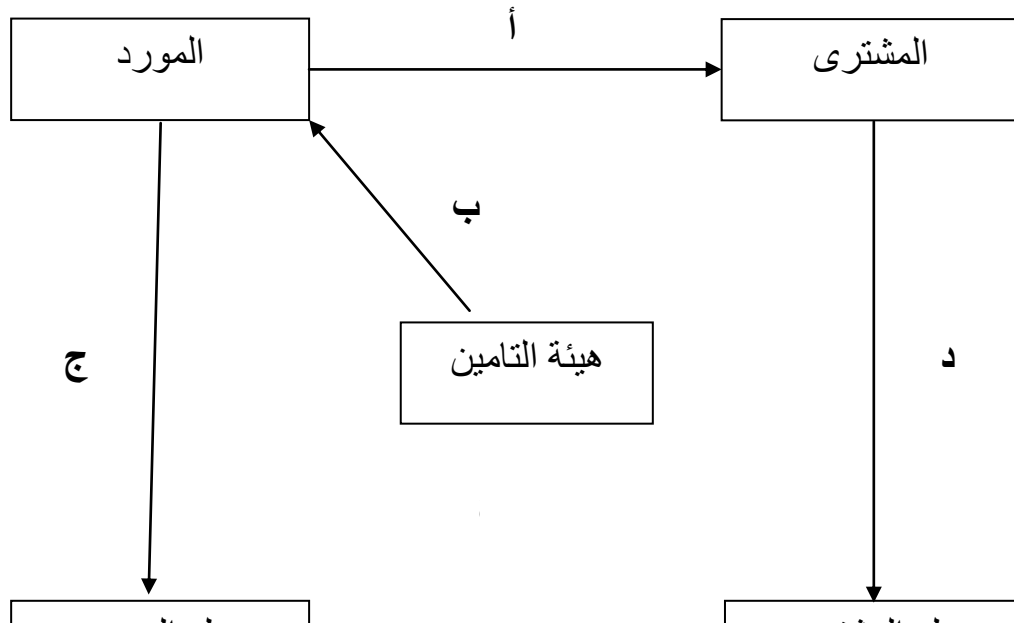 أ
المورد
المشترى
ب
هيئة التامين
ج
د